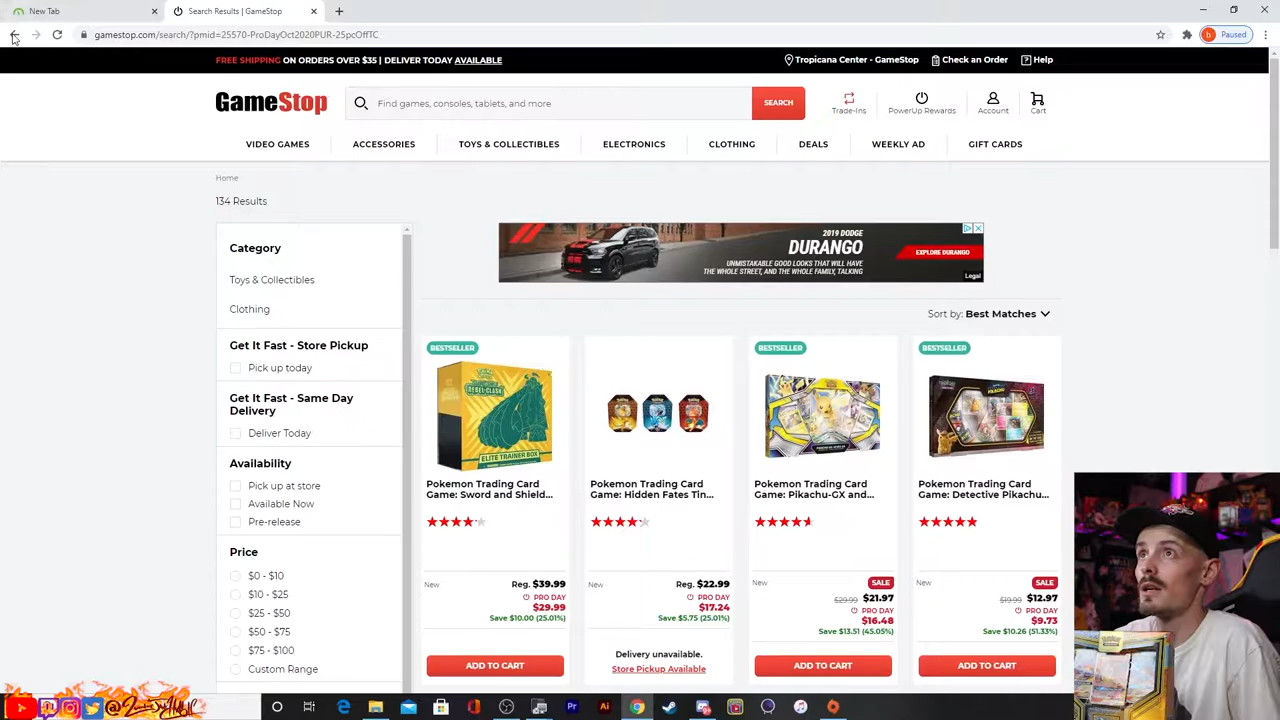 New Tab
Search Results | GameStop
gamestop.com/search/?pmid=25570-ProDayOct2020PUR-25pcOffTC
b Paused
FREE SHIPPING ON ORDERS OVER $35 | DELIVER TODAY AVAILABLE
Tropicana Center - GameStop
Check an Order
Help
GameStop
Find games, consoles, tablets, and more
SEARCH
Trade-Ins
PowerUp Rewards
Account
Cart
VIDEO GAMES
ACCESSORIES
TOYS & COLLECTIBLES
ELECTRONICS
CLOTHING
DEALS
WEEKLY AD
GIFT CARDS
Home
134 Results
Category
Toys & Collectibles
Clothing
Get It Fast - Store Pickup
Pick up today
Get It Fast - Same Day
Delivery
Deliver Today
Availability
Pick up at store
Available Now
Pre-release
Price
$0 - $10
$10 - $25
$25 - $50
$50 - $75
$75 - $100
Custom Range
2019 DODGE
DURANGO
UNMISTAKABLE GOOD LOOKS THAT WILL HAVE
THE WHOLE STREET, AND THE WHOLE FAMILY, TALKING
EXPLORE DURANGO
Legal
Sort by: Best Matches
BESTSELLER
REBEL CLASH
ELITE TRAINER BOX
Pokemon Trading Card
Game: Sword and Shield...
New
Reg. $39.99
PRO DAY
$29.99
Save $10.00 (25.01%)
ADD TO CART
Pokemon Trading Card
Game: Hidden Fates Tin...
New
Reg. $22.99
PRO DAY
$17.24
Save $5.75 (25.01%)
Delivery unavailable.
Store Pickup Available
BESTSELLER
Pokemon Trading Card
Game: Pikachu-GX and...
New
SALE
$29.99 $21.97
PRO DAY
$16.48
Save $13.51 (45.05%)
ADD TO CART
BESTSELLER
Pokemon Trading Card
Game: Detective Pikachu...
New
SALE
$19.99 $12.97
PRO DAY
$9.73
Save $10.26 (51.33%)
ADD TO CART
Pr
Ai